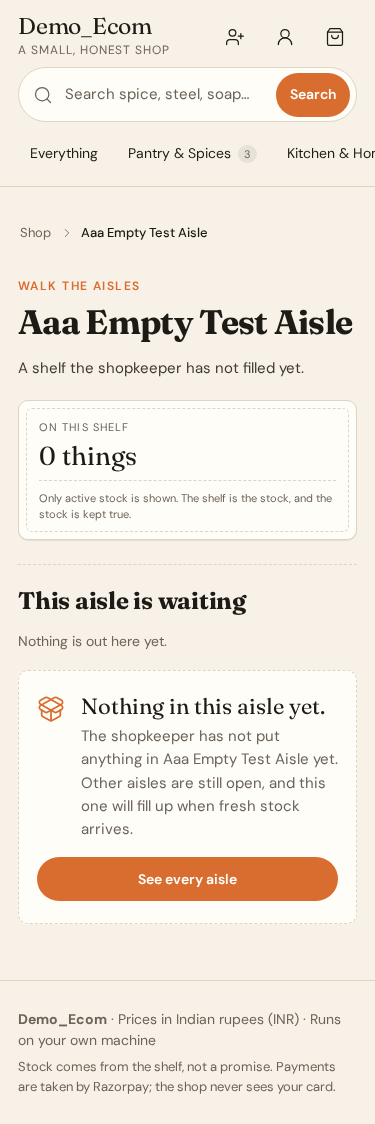 Demo_Ecom
A SMALL, HONEST SHOP
Search spice, steel, soap…
Search
Everything
Pantry & Spices 3
Kitchen & Hor
Shop
Aaa Empty Test Aisle
WALK THE AISLES
Aaa Empty Test Aisle
A shelf the shopkeeper has not filled yet.
ON THIS SHELF
0 things
Only active stock is shown. The shelf is the stock, and the
stock is kept true.
This aisle is waiting
Nothing is out here yet.
Nothing in this aisle yet.
The shopkeeper has not put
anything in Aaa Empty Test Aisle yet.
Other aisles are still open, and this
one will fill up when fresh stock
arrives.
See every aisle
Demo_Ecom · Prices in Indian rupees (INR) · Runs
on your own machine
Stock comes from the shelf, not a promise. Payments
are taken by Razorpay; the shop never sees your card.